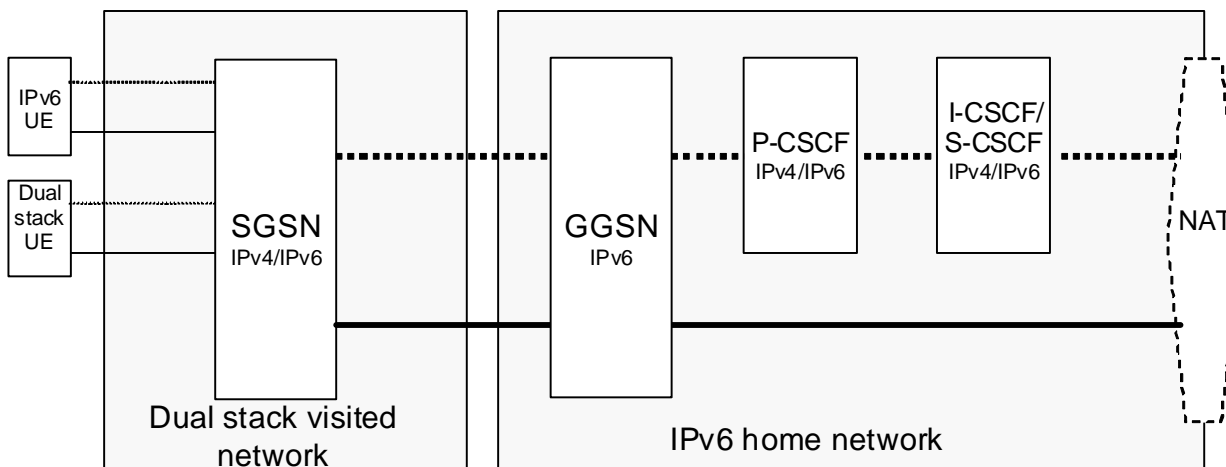 IPv6
UE
Dual
stack
UE
SGSN
IPv4/IPv6
Dual stack visited
network
GGSN
IPv6
P-CSCF
IPv4/IPv6
I-CSCF/
S-CSCF
IPv4/IPv6
NAT
IPv6 home network